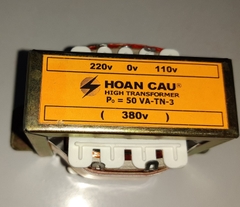 220v 0v 110v
HOAN CAU®
HIGH TRANSFORMER
P₀ = 50 VA-TN-3
( 380v )